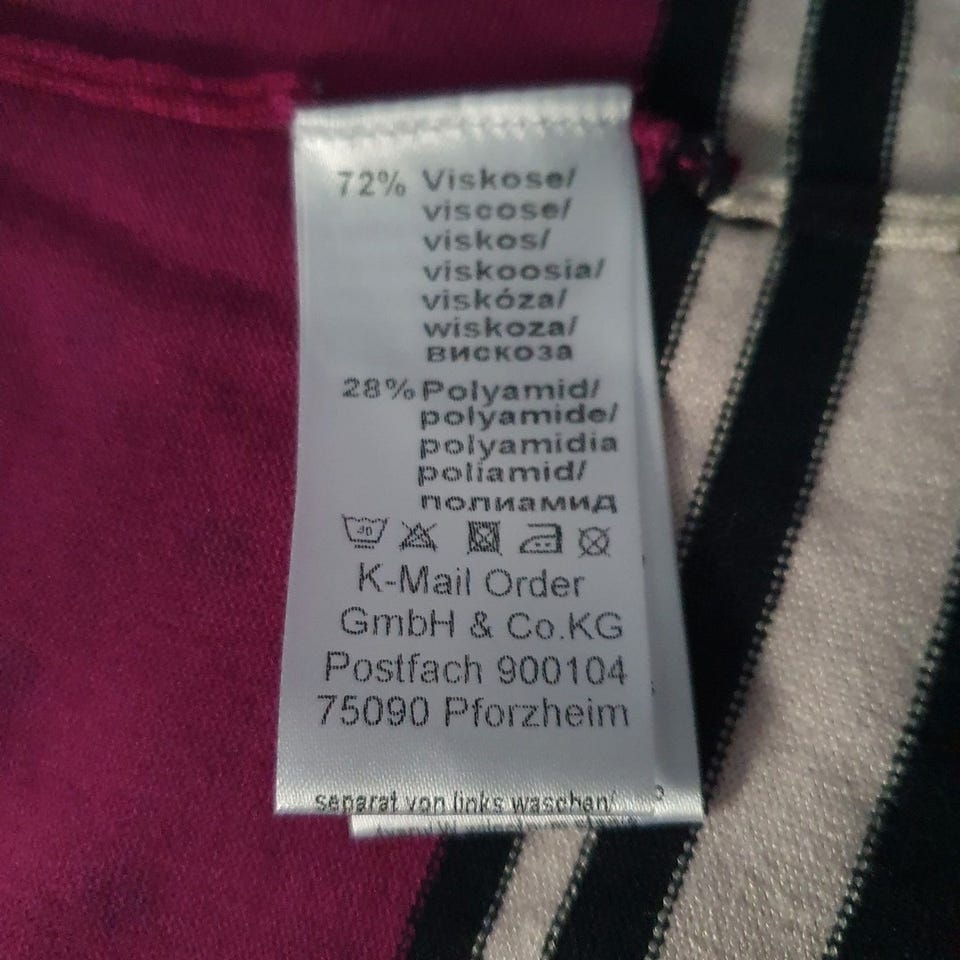 72% Viskose/
viscose/
viskos/
viskoosia/
viskóza/
wiskoza/
вискоза
28% Polyamid/
polyamide/
polyamidia
poliamid/
полиамид
40
K-Mail Order
GmbH & Co.KG
Postfach 900104
75090 Pforzheim
separat von links waschen/